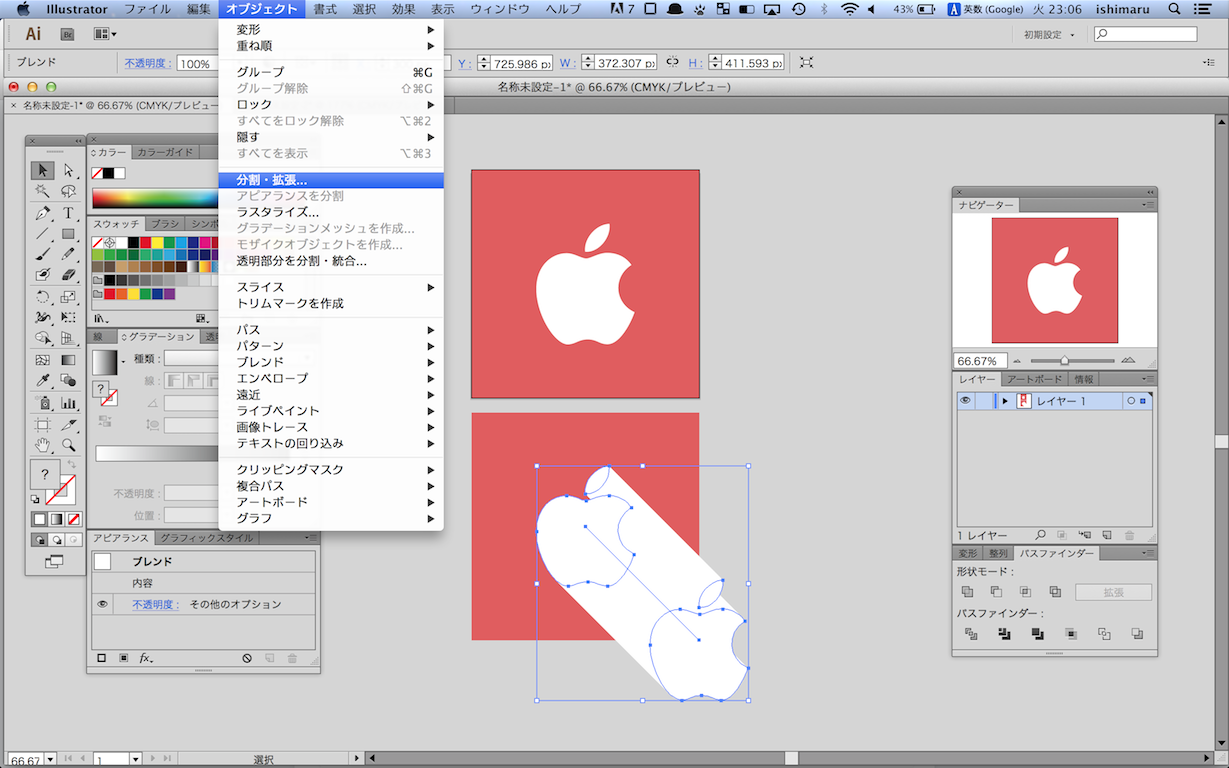 Illustrator ファイル 編集 オブジェクト 書式 選択 効果 表示 ウィンドウ ヘルプ 7 43% A 英数 (Google) 火 23:06 ishimaru
Ai Br 初期設定
ブレンド 不透明度: 100% Y: 725.986 px W: 372.307 px H: 411.593 px
名称未設定-1* @ 66.67% (CMYK/プレビュー)
× 名称未設定-1* @ 66.67% (CMYK/プレビュー
変形
重ね順
グループ ⌘G
グループ解除 ⇧⌘G
ロック
すべてをロック解除 ⌥⌘2
隠す
すべてを表示 ⌥⌘3
分割・拡張...
アピアランスを分割
ラスタライズ...
グラデーションメッシュを作成...
モザイクオブジェクトを作成...
透明部分を分割・統合...
スライス
トリムマークを作成
パス
パターン
ブレンド
エンベロープ
遠近
ライブペイント
画像トレース
テキストの回り込み
クリッピングマスク
複合パス
アートボード
グラフ
カラー カラーガイド
スウォッチ ブラシ シンボ
線 グラデーション 透
種類:
線:
?
不透明度:
位置:
アピアランス グラフィックスタイル
ブレンド
内容
不透明度: その他のオプション
fx.
T
?
ナビゲーター
66.67%
レイヤー アートボード 情報
レイヤー 1
1 レイヤー
変形 整列 パスファインダー
形状モード:
拡張
パスファインダー:
66.67 1 選択